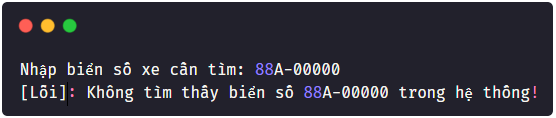 Nhập biển số xe cần tìm: 88A-00000
[Lỗi]: Không tìm thấy biển số 88A-00000 trong hệ thống!